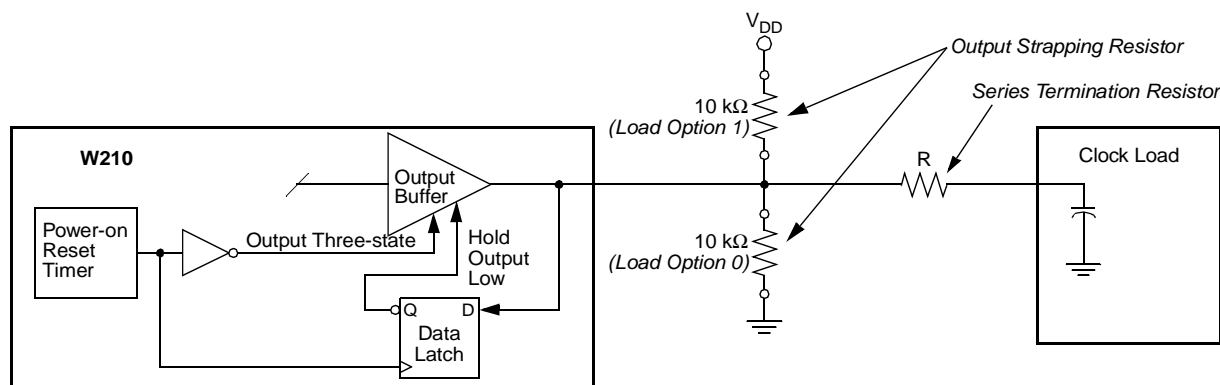 V_DD
Output Strapping Resistor
Series Termination Resistor
10 kΩ
(Load Option 1)
W210
Output
Buffer
R
Clock Load
Power-on
Reset
Timer
Output Three-state
Hold
Output
Low
10 kΩ
(Load Option 0)
Q
D
Data
Latch